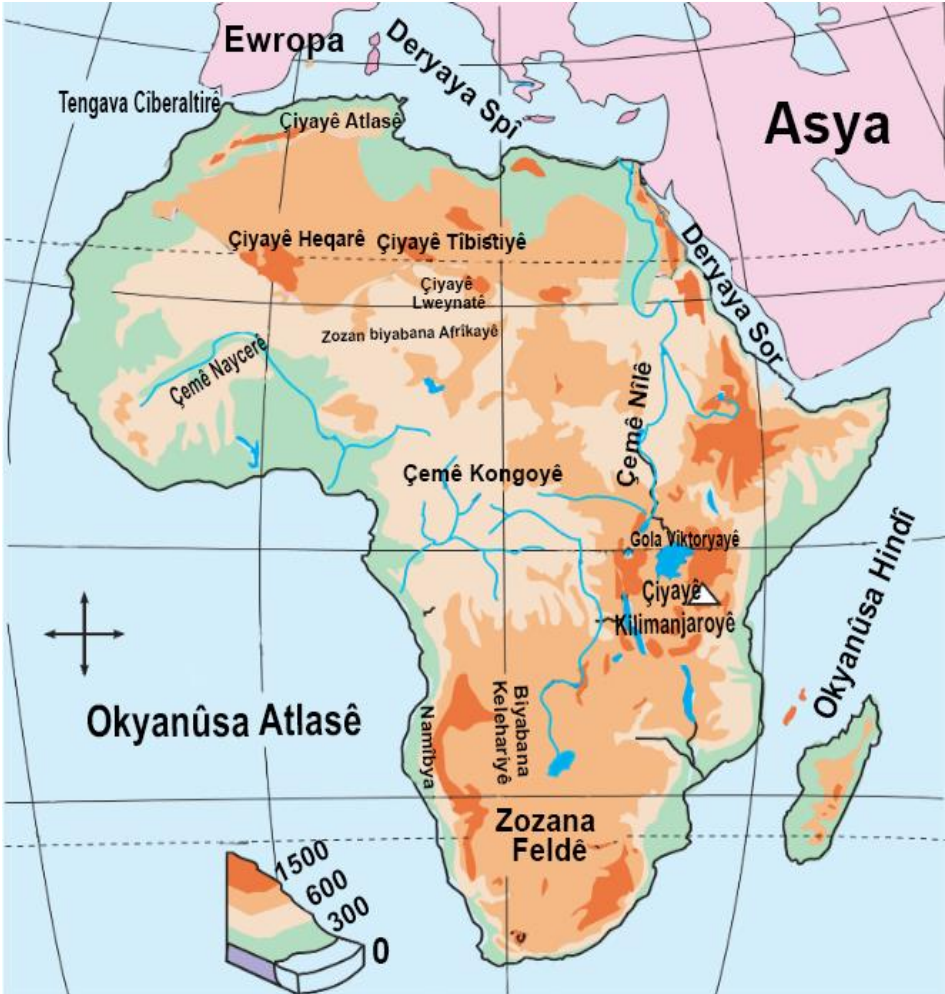 Ewropa
Deryaya Spî
Asya
Tengava Cîberaltirê
Çiyayê Atlasê
Çiyayê Heqarê
Çiyayê Tibistiyê
Deryaya Sor
Çiyayê
Lweynatê
Zozan biyabana Afrîkayê
Çemê Naycerê
Çemê Nîlê
Çemê Kongoyê
Gola Viktoryayê
Çiyayê
Kilimanjaroyê
Okyanûsa Hindî
Okyanûsa Atlasê
Namîbya
Biyabana
Keleharîyê
Zozana
Feldê
1500
600
300
0